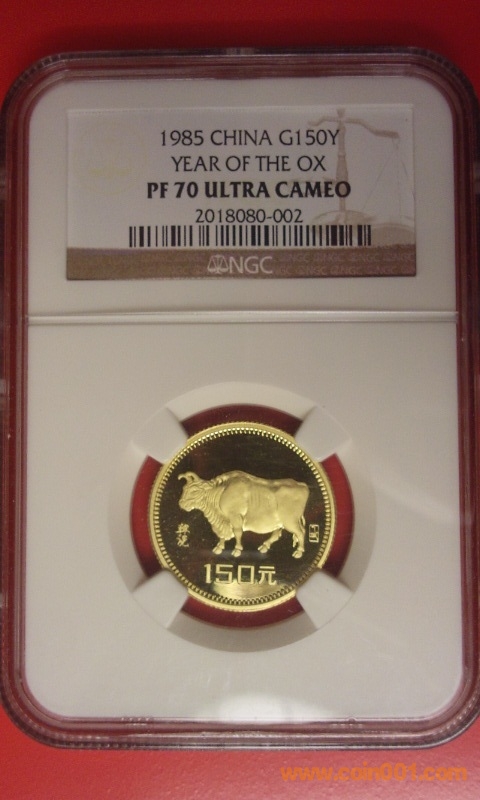 1985 CHINA G150Y
YEAR OF THE OX
PF 70 ULTRA CAMEO
2018080-002
NGC
150元
www.coin001.com